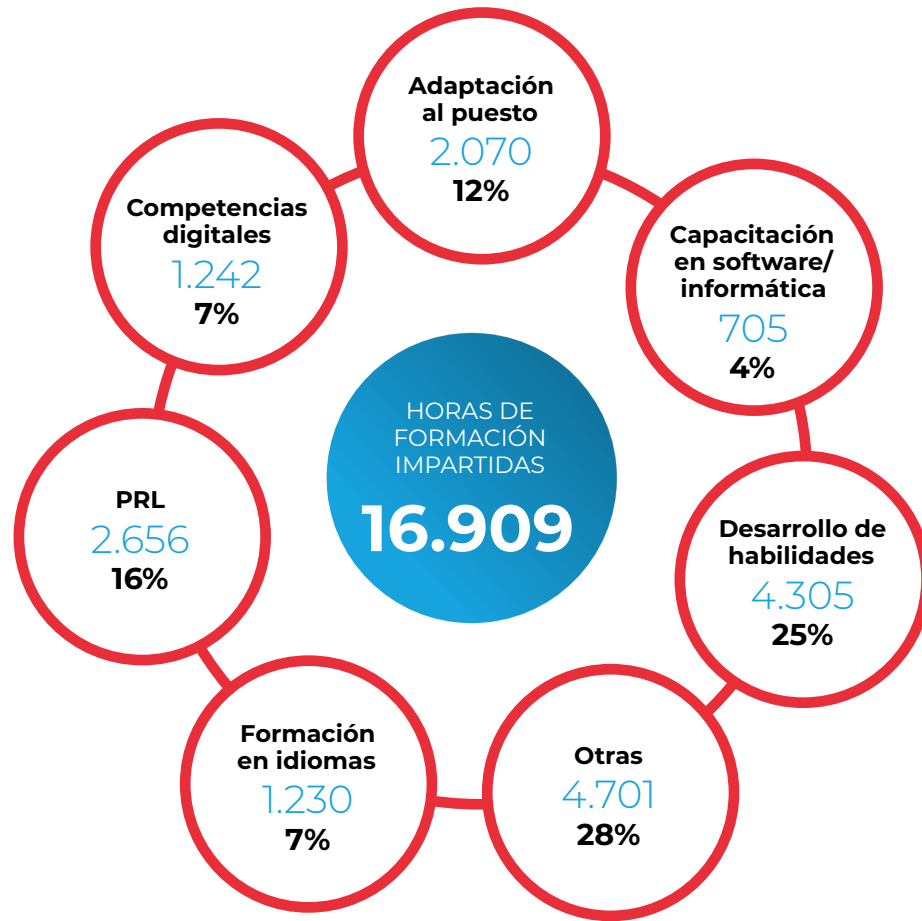 Adaptación
al puesto
2.070
12%
Capacitación
en software/
informática
705
4%
Desarrollo de
habilidades
4.305
25%
Otras
4.701
28%
Formación
en idiomas
1.230
7%
PRL
2.656
16%
Competencias
digitales
1.242
7%
HORAS DE
FORMACIÓN
IMPARTIDAS
16.909